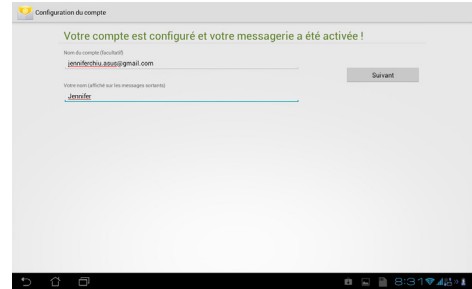 Configuration du compte
Votre compte est configuré et votre messagerie a été activée !
Nom du compte (facultatif)
jenniferchiu.asus@gmail.com
Suivant
Votre nom (affiché sur les messages sortants)
Jennifer
8:31